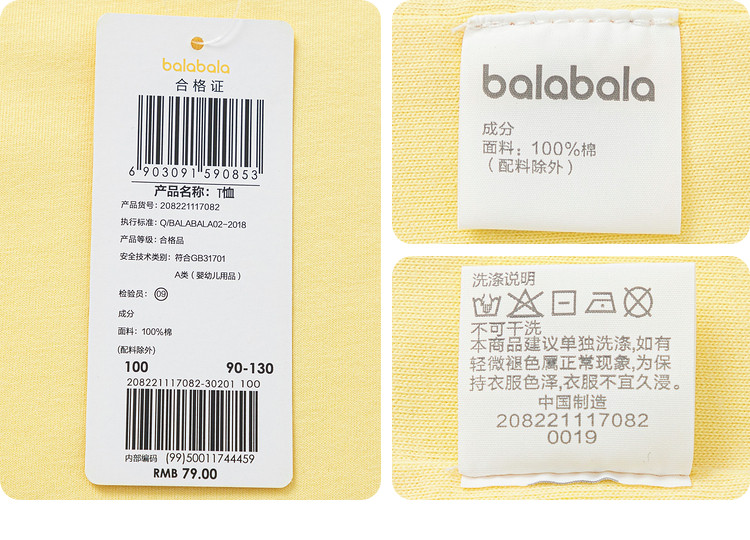 balabala
合格证
6 903091 590853
产品名称：T恤
产品货号：208221117082
执行标准：Q/BALABALA02-2018
产品等级：合格品
安全技术类别：符合GB31701
A类（婴幼儿用品）
检验员：09
成分
面料：100%棉
(配料除外)
100 90-130
208221117082-30201 100
内部编码 (99)50011744459
RMB 79.00
balabala
成分
面料：100%棉
（配料除外）
洗涤说明
不可干洗
本商品建议单独洗涤,如有
轻微褪色属正常现象,为保
持衣服色泽,衣服不宜久浸。
中国制造
208221117082
0019